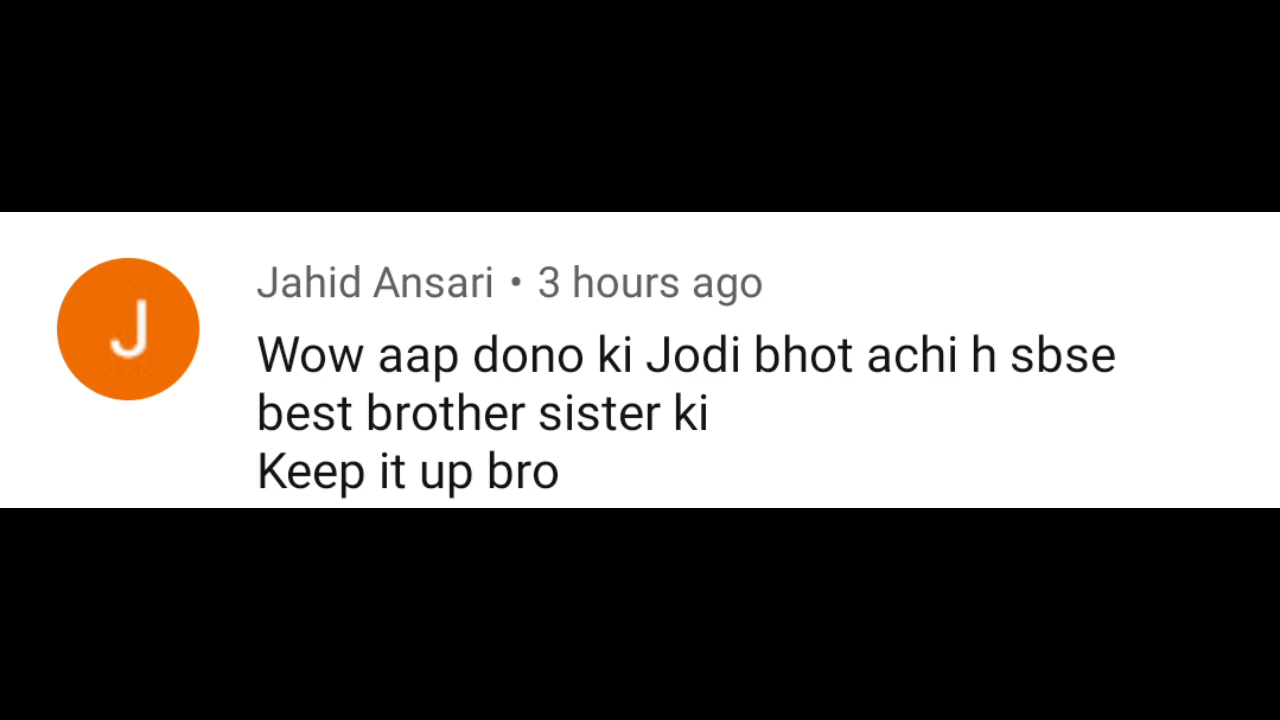 J
Jahid Ansari • 3 hours ago
Wow aap dono ki Jodi bhot achi h sbse
best brother sister ki
Keep it up bro